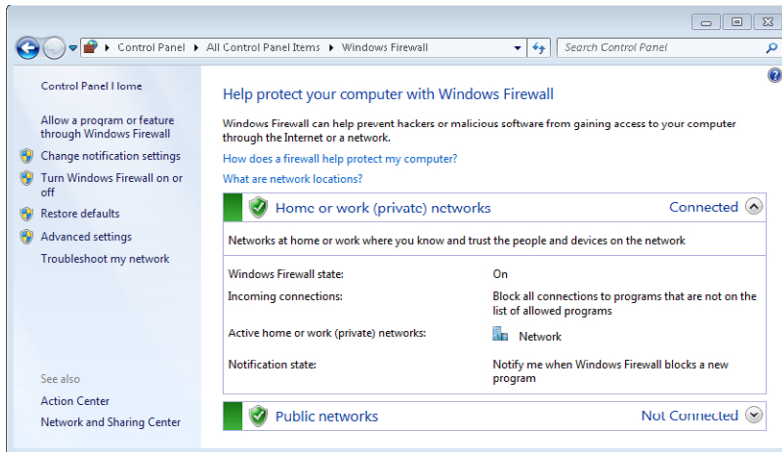 Control Panel ▸ All Control Panel Items ▸ Windows Firewall
Search Control Panel
Control Panel Home
Allow a program or feature
through Windows Firewall
Change notification settings
Turn Windows Firewall on or
off
Restore defaults
Advanced settings
Troubleshoot my network
See also
Action Center
Network and Sharing Center
Help protect your computer with Windows Firewall
Windows Firewall can help prevent hackers or malicious software from gaining access to your computer
through the Internet or a network.
How does a firewall help protect my computer?
What are network locations?
Home or work (private) networks Connected
Networks at home or work where you know and trust the people and devices on the network
Windows Firewall state: On
Incoming connections: Block all connections to programs that are not on the
list of allowed programs
Active home or work (private) networks: Network
Notification state: Notify me when Windows Firewall blocks a new
program
Public networks Not Connected